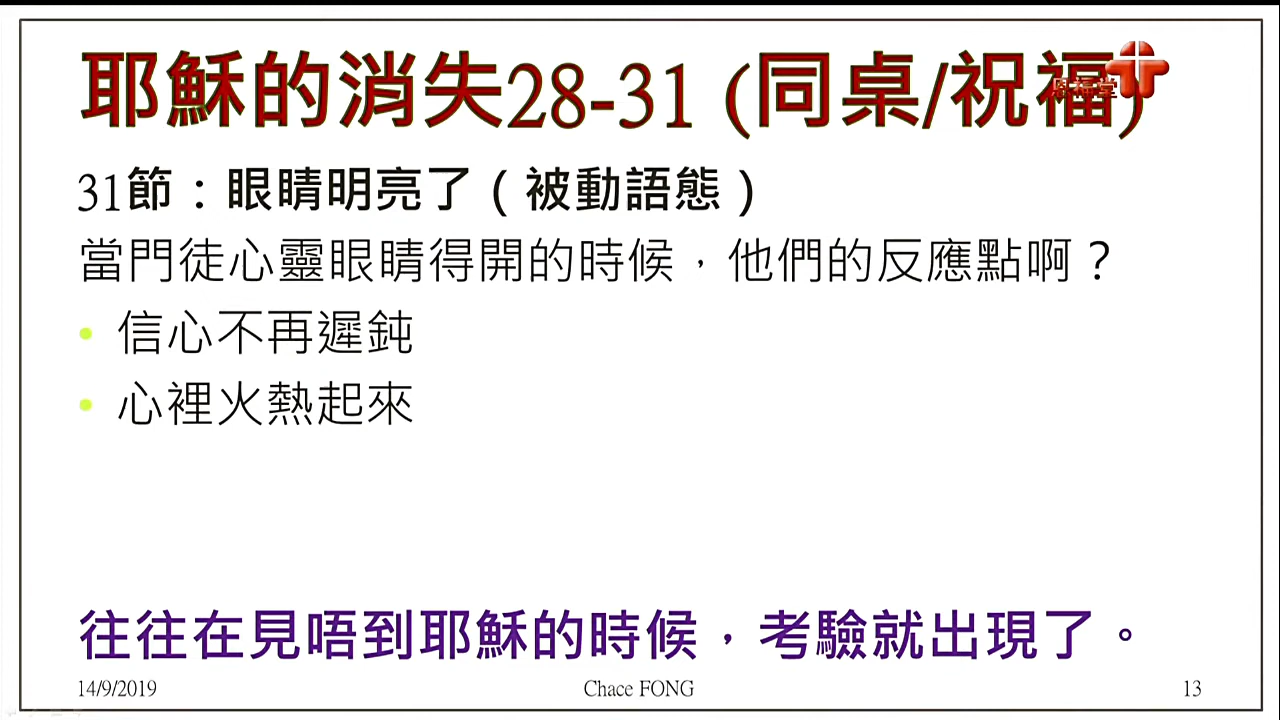 耶穌的消失28-31 (同桌/祝福)
恩福堂
31節：眼睛明亮了（被動語態）
當門徒心靈眼睛得開的時候，他們的反應點啊？
• 信心不再遲鈍
• 心裡火熱起來
往往在見唔到耶穌的時候，考驗就出現了。
14/9/2019 Chace FONG 13